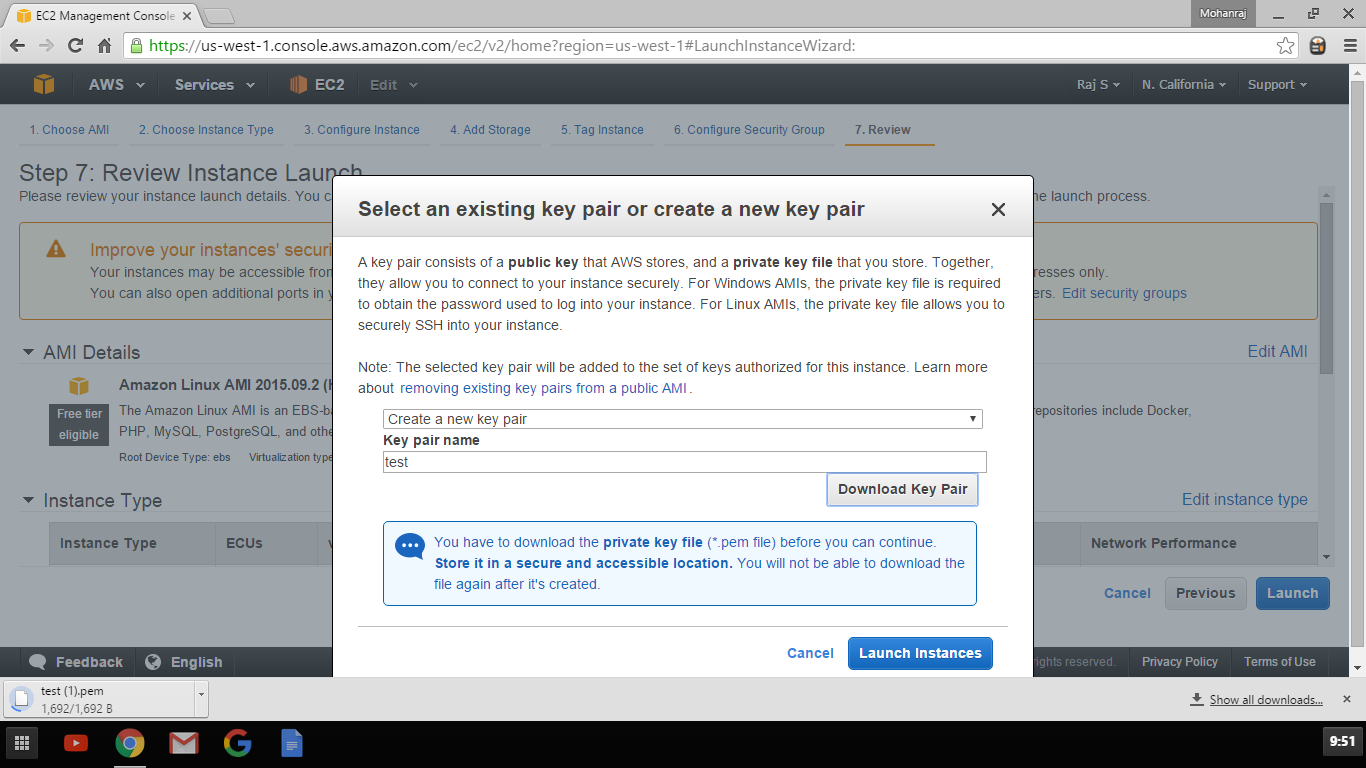 EC2 Management Console
Mohanraj
https://us-west-1.console.aws.amazon.com/ec2/v2/home?region=us-west-1#LaunchInstanceWizard:
AWS Services EC2 Edit Raj S N. California Support
1. Choose AMI 2. Choose Instance Type 3. Configure Instance 4. Add Storage 5. Tag Instance 6. Configure Security Group 7. Review
Step 7: Review Instance Launch
Please review your instance launch details. You c
he launch process.
Improve your instances' securi
Your instances may be accessible from
resses only.
You can also open additional ports in y
ers. Edit security groups
AMI Details
Edit AMI
Free tier
eligible
Amazon Linux AMI 2015.09.2 (H
The Amazon Linux AMI is an EBS-ba
repositories include Docker,
PHP, MySQL, PostgreSQL, and othe
Root Device Type: ebs Virtualization type
Instance Type
Edit instance type
Instance Type ECUs v
Network Performance
Cancel Previous Launch
Select an existing key pair or create a new key pair
A key pair consists of a public key that AWS stores, and a private key file that you store. Together,
they allow you to connect to your instance securely. For Windows AMIs, the private key file is required
to obtain the password used to log into your instance. For Linux AMIs, the private key file allows you to
securely SSH into your instance.
Note: The selected key pair will be added to the set of keys authorized for this instance. Learn more
about removing existing key pairs from a public AMI .
Create a new key pair
Key pair name
test
Download Key Pair
You have to download the private key file (*.pem file) before you can continue.
Store it in a secure and accessible location. You will not be able to download the
file again after it's created.
Cancel Launch Instances
Feedback English
ights reserved. Privacy Policy Terms of Use
test (1).pem
1,692/1,692 B
Show all downloads...
9:51